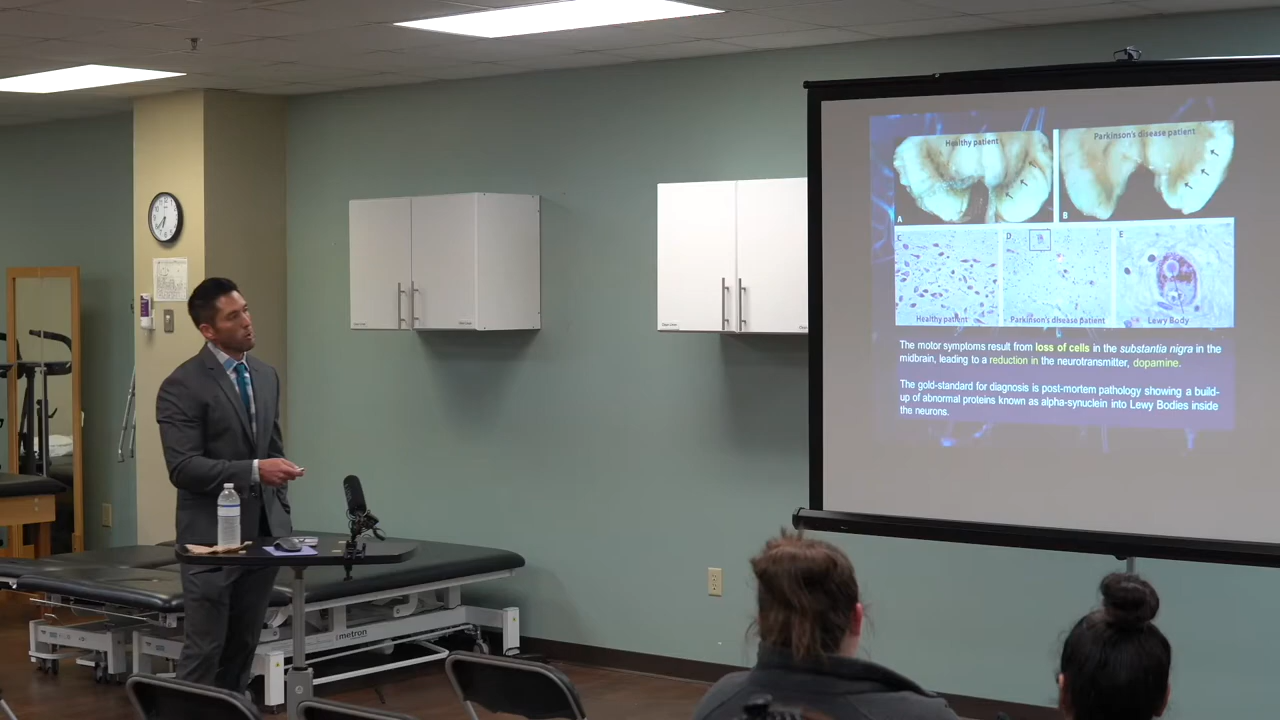 Healthy patient
Parkinson's disease patient
A
B
C
D
E
Healthy patient
Parkinson's disease patient
Lewy Body
The motor symptoms result from loss of cells in the substantia nigra in the
midbrain, leading to a reduction in the neurotransmitter, dopamine.
The gold-standard for diagnosis is post-mortem pathology showing a build-
up of abnormal proteins known as alpha-synuclein into Lewy Bodies inside
the neurons.
metron